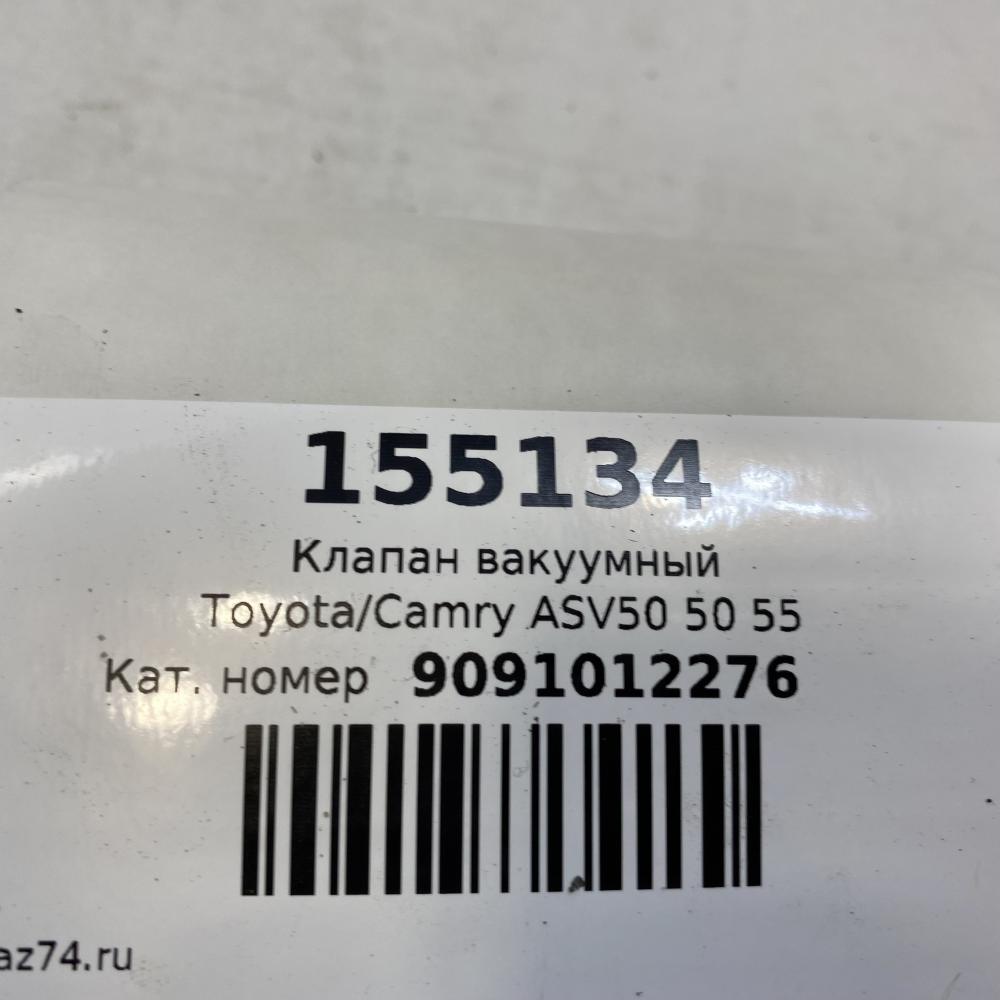 155134
Клапан вакуумный
Toyota/Camry ASV50 50 55
Кат. номер 9091012276
az74.ru